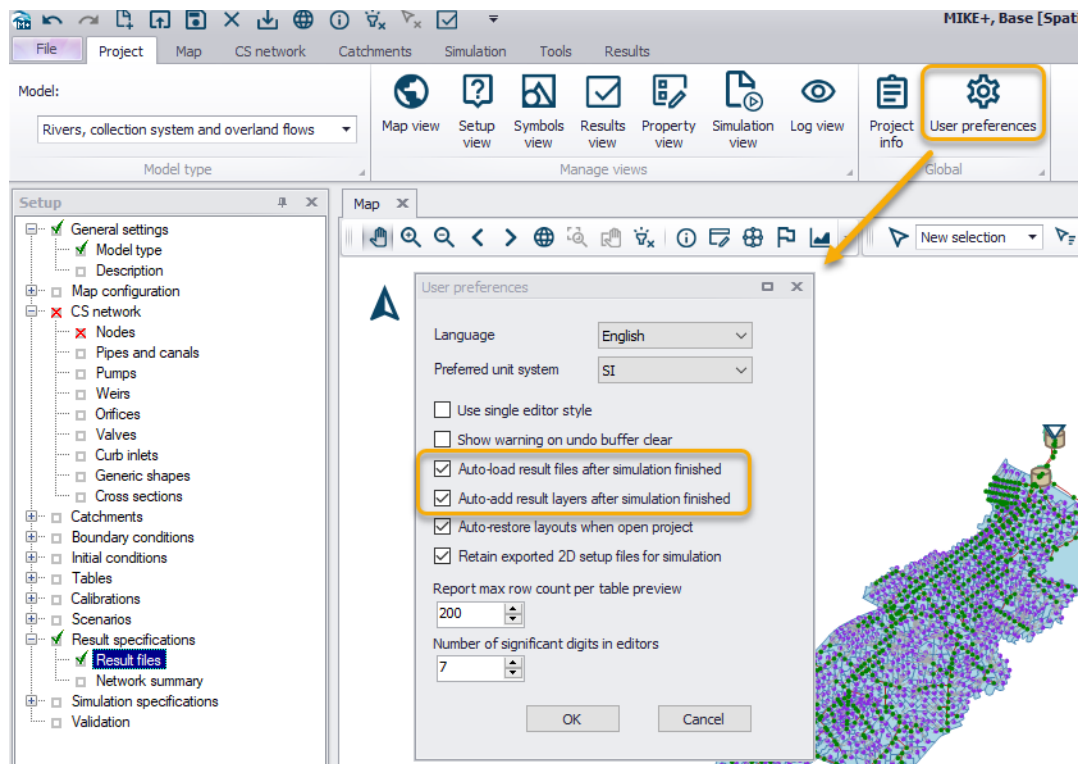 MIKE+, Base [Spati
File Project Map CS network Catchments Simulation Tools Results
Model:
Rivers, collection system and overland flows
Model type
Map view
Setup view
Symbols view
Results view
Property view
Simulation view
Log view
Manage views
Project info
User preferences
Global
Setup
General settings
Model type
Description
Map configuration
CS network
Nodes
Pipes and canals
Pumps
Weirs
Orifices
Valves
Curb inlets
Generic shapes
Cross sections
Catchments
Boundary conditions
Initial conditions
Tables
Calibrations
Scenarios
Result specifications
Result files
Network summary
Simulation specifications
Validation
Map
New selection
User preferences
Language English
Preferred unit system SI
Use single editor style
Show warning on undo buffer clear
Auto-load result files after simulation finished
Auto-add result layers after simulation finished
Auto-restore layouts when open project
Retain exported 2D setup files for simulation
Report max row count per table preview
200
Number of significant digits in editors
7
OK Cancel